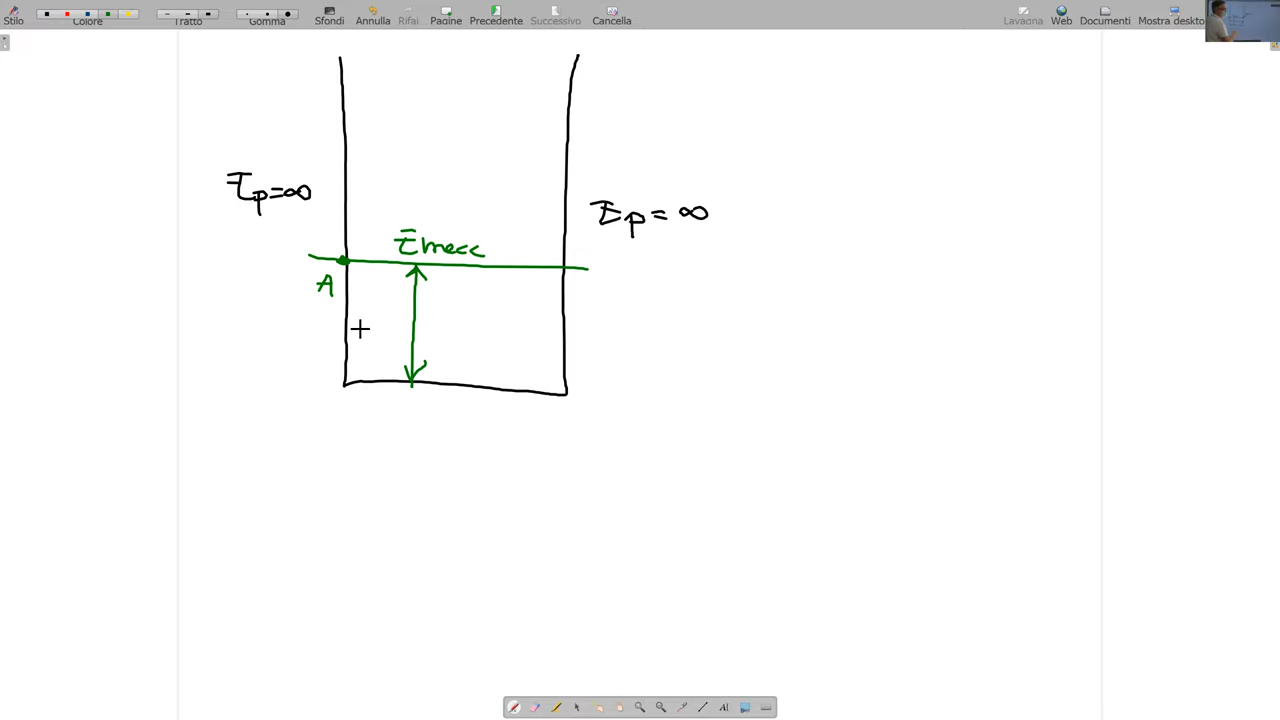 Stilo Colore Tratto Gomma Sfondi Annulla Rifai Pagine Precedente Successivo Cancella Lavagna Web Documenti Mostra deskto
Ep=∞
Ep=∞
Emecc
A
AI